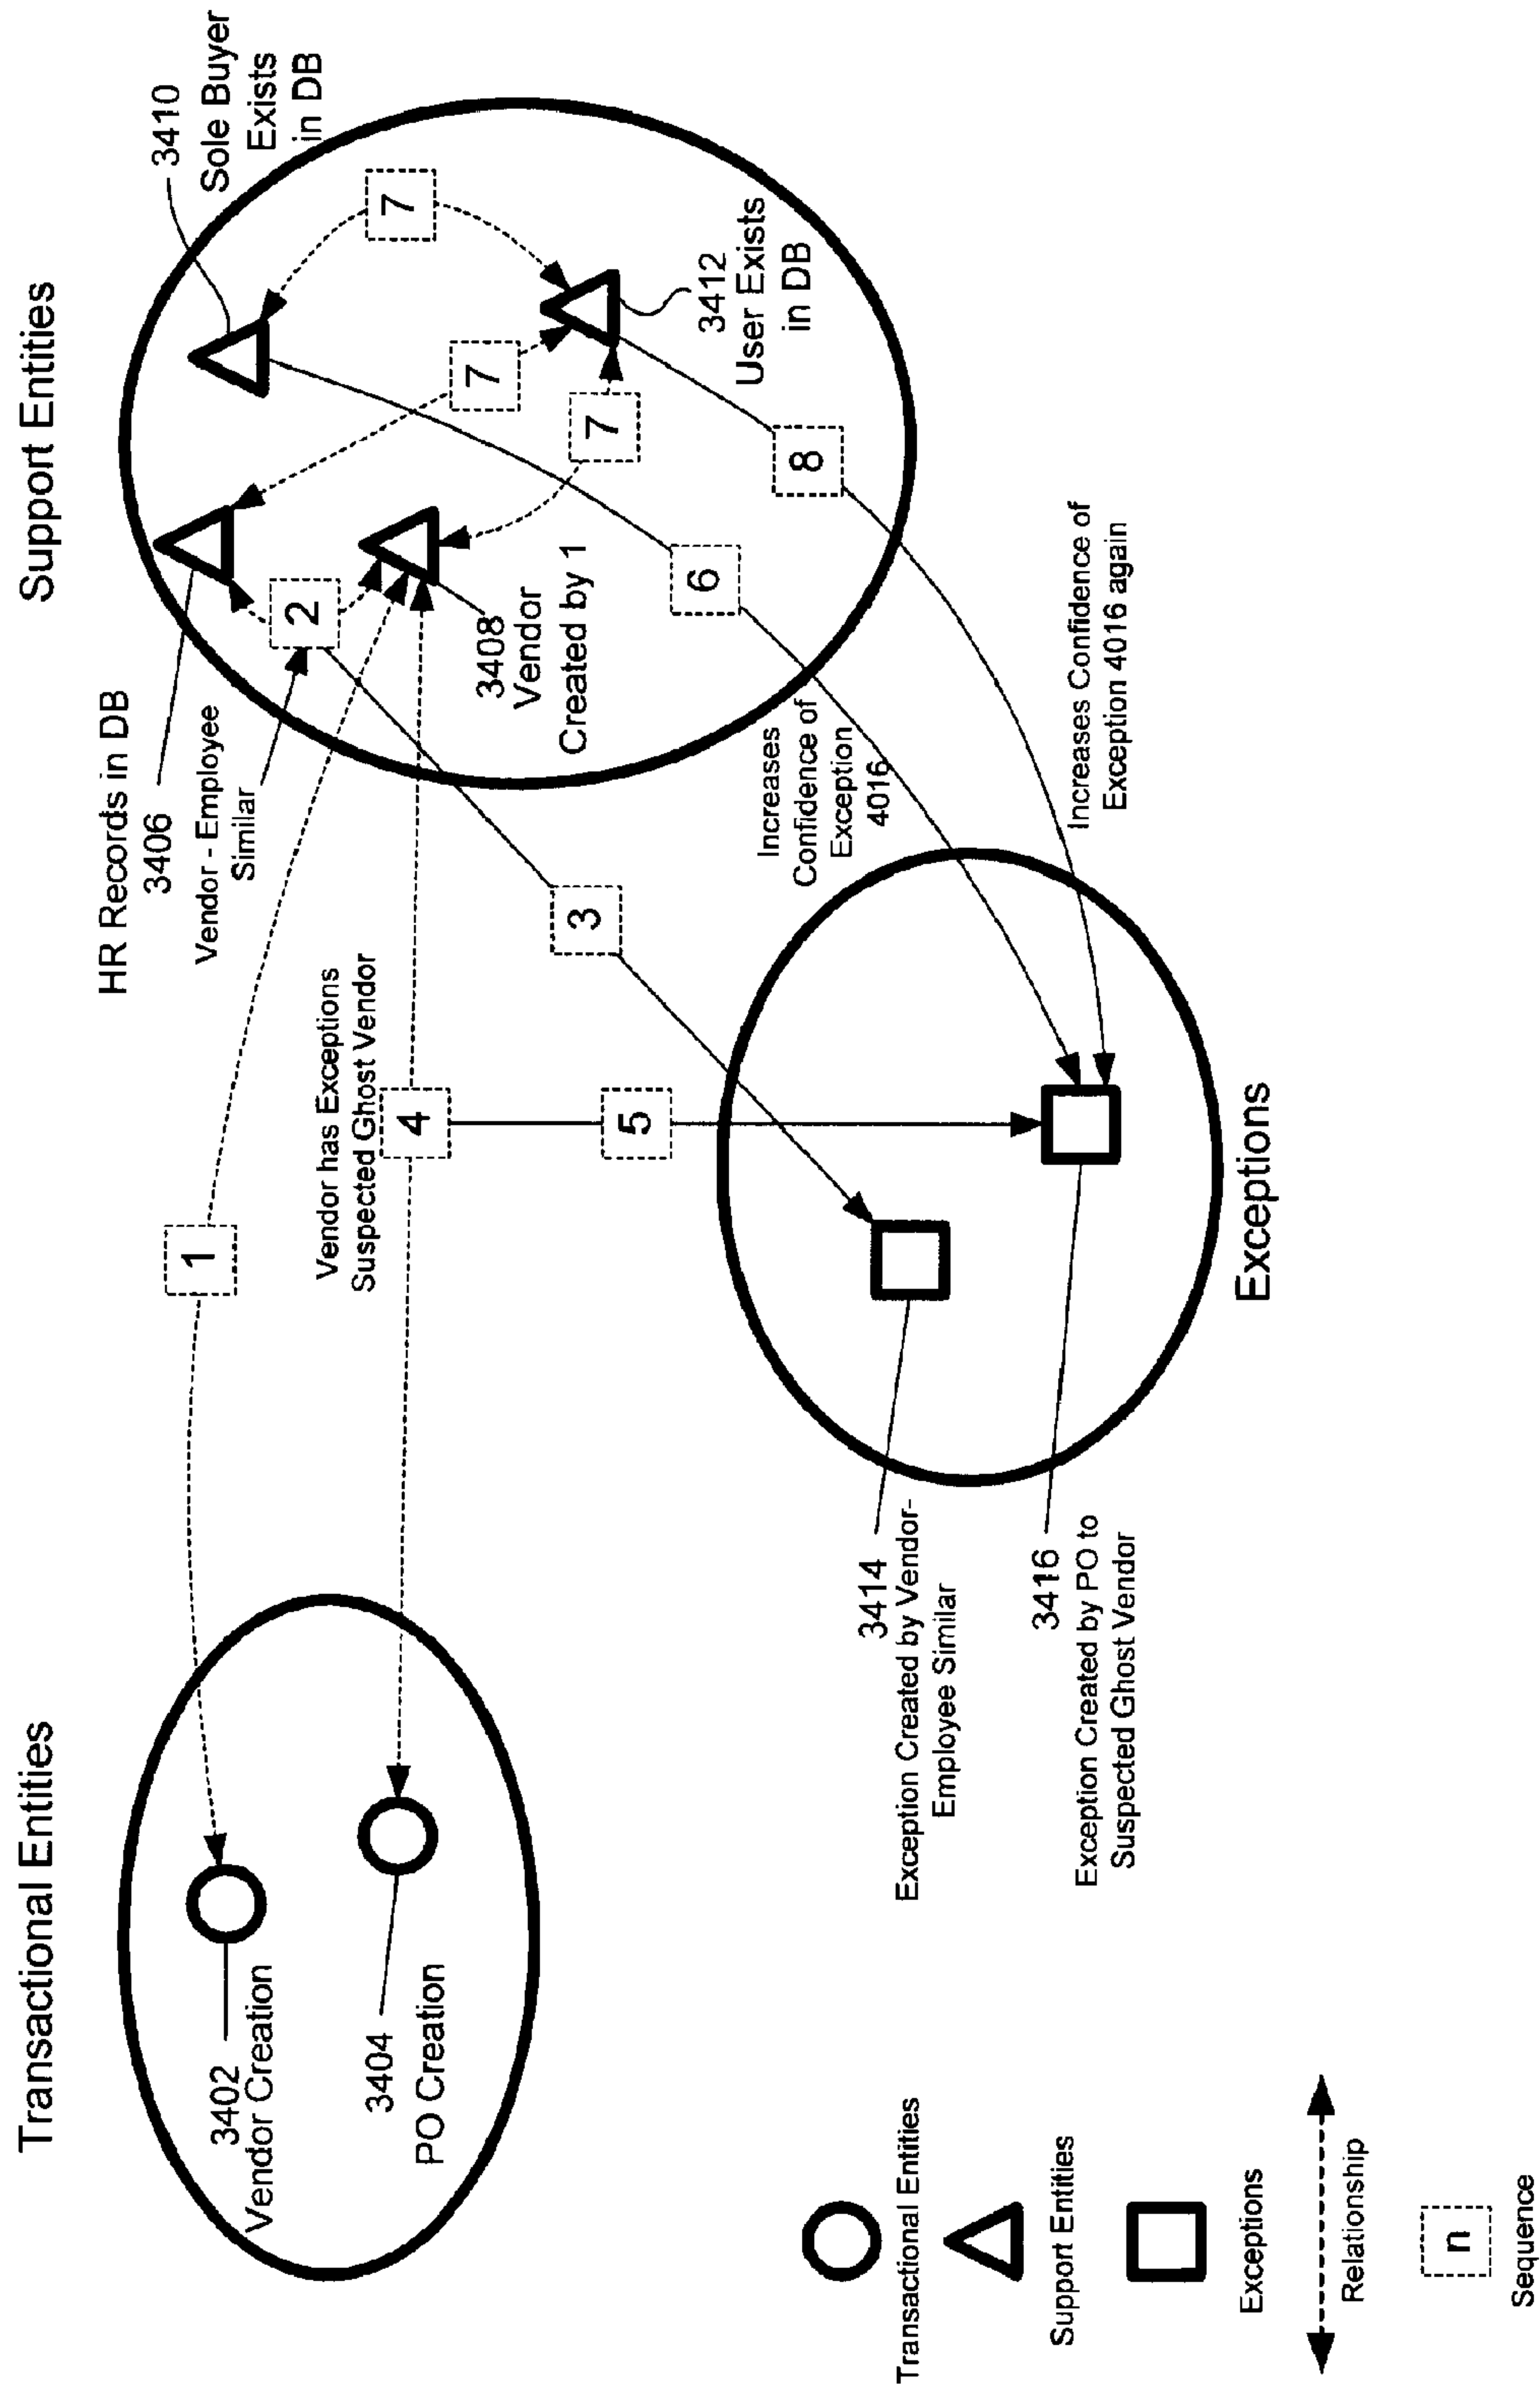 Transactional Entities
Support Entities
3402
Vendor Creation
3404
PO Creation
1
HR Records in DB
3406
Vendor - Employee
Similar
2
Vendor has Exceptions
Suspected Ghost Vendor
4
3408
Vendor
Created by 1
3410
Sole Buyer
Exists
in DB
7
7
7
3412
User Exists
in DB
3
5
6
8
Increases
Confidence of
Exception
4016
Increases Confidence of
Exception 4016 again
3414
Exception Created by Vendor-
Employee Similar
3416
Exception Created by PO to
Suspected Ghost Vendor
Exceptions
Transactional Entities
Support Entities
Exceptions
Relationship
n
Sequence